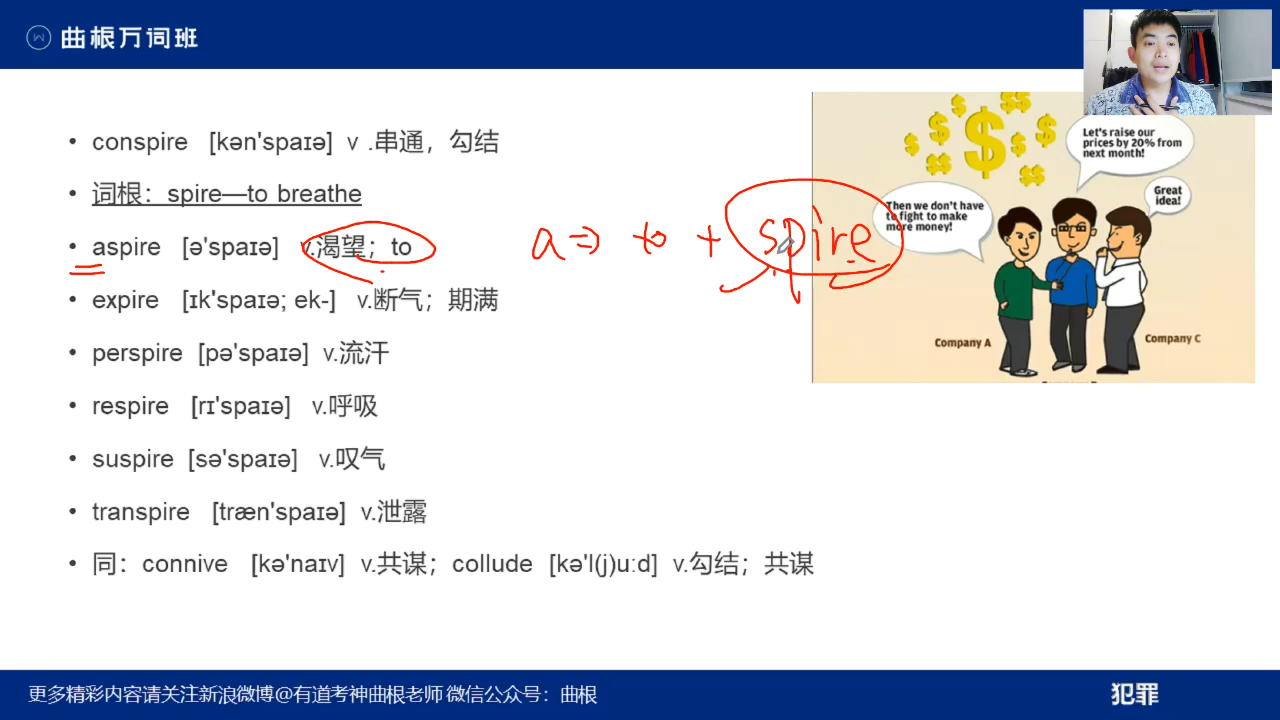 曲根万词班
conspire [kən'spaɪə] v .串通，勾结
词根：spire—to breathe
aspire [ə'spaɪə] v.渴望；to
expire [ɪk'spaɪə; ek-] v.断气；期满
perspire [pə'spaɪə] v.流汗
respire [rɪ'spaɪə] v.呼吸
suspire [sə'spaɪə] v.叹气
transpire [træn'spaɪə] v.泄露
同：connive [kə'naɪv] v.共谋；collude [kə'l(j)uːd] v.勾结；共谋
a => to + spire
Let's raise our
prices by 20% from
next month!
Great
idea!
Then we don't have
to fight to make
more money!
Company A
Company C
更多精彩内容请关注新浪微博@有道考神曲根老师 微信公众号：曲根
犯罪